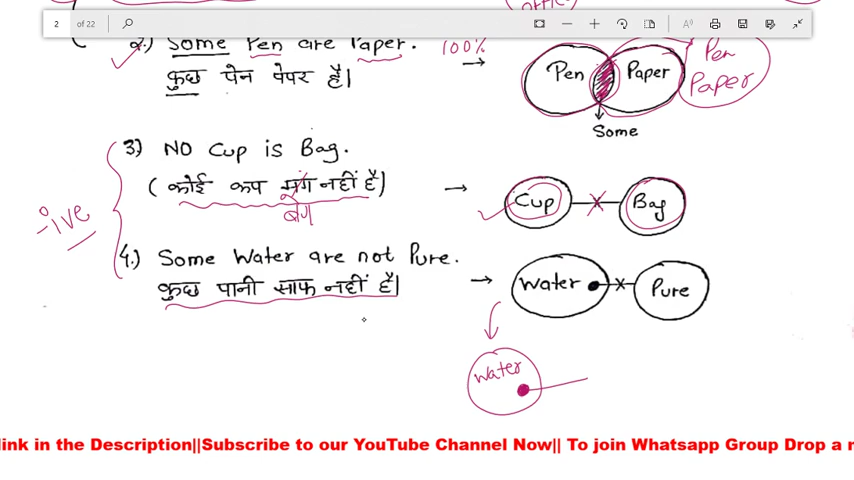 office
2 of 22
2.) Some Pen are Paper. 100%
कुछ पेन पेपर है।
Pen Paper
Pen
Paper
Some
3) NO Cup is Bag.
( कोई कप मग नहीं है)
बैग
Cup Bag
-ive
4.) Some Water are not Pure.
कुछ पानी साफ नहीं है।
Water Pure
Water
link in the Description||Subscribe to our YouTube Channel Now|| To join Whatsapp Group Drop a